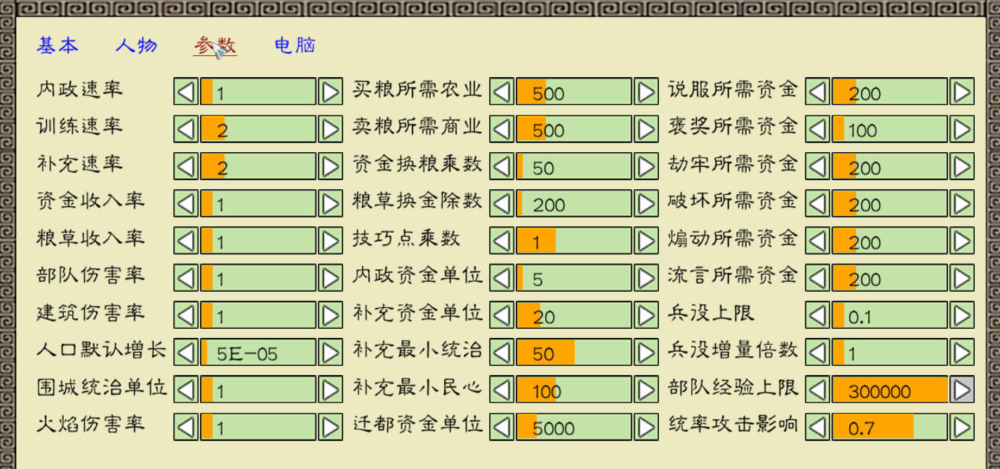 基本 人物 参数 电脑
内政速率 1 买粮所需农业 500 说服所需资金 200
训练速率 2 卖粮所需商业 500 褒奖所需资金 100
补充速率 2 资金换粮乘数 50 劫牢所需资金 200
资金收入率 1 粮草换金除数 200 破坏所需资金 200
粮草收入率 1 技巧点乘数 1 煽动所需资金 200
部队伤害率 1 内政资金单位 5 流言所需资金 200
建筑伤害率 1 补充资金单位 20 兵役上限 0.1
人口默认增长 5E-05 补充最小统治 50 兵役增量倍数 1
围城统治单位 1 补充最小民心 100 部队经验上限 300000
火焰伤害率 1 迁都资金单位 5000 统率攻击影响 0.7